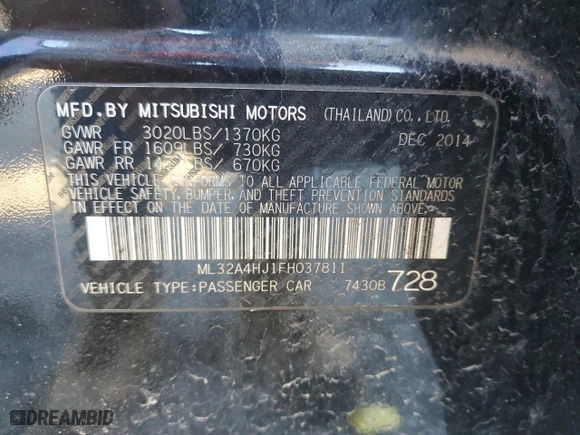 MFD.BY MITSUBISHI MOTORS (THAILAND) CO., LTD.
GVWR 3020LBS/1370KG DEC 2014
GAWR FR 1609LBS/ 730KG
GAWR RR LBS/ 670KG
THIS VEHICLE CONFORMS TO ALL APPLICABLE FEDERAL MOTOR
VEHICLE SAFETY, BUMPER, AND THEFT PREVENTION STANDARDS
IN EFFECT ON THE DATE OF MANUFACTURE SHOWN ABOVE.
ML32A4HJ1FH037811
VEHICLE TYPE:PASSENGER CAR 7430B 728
DREAMBID